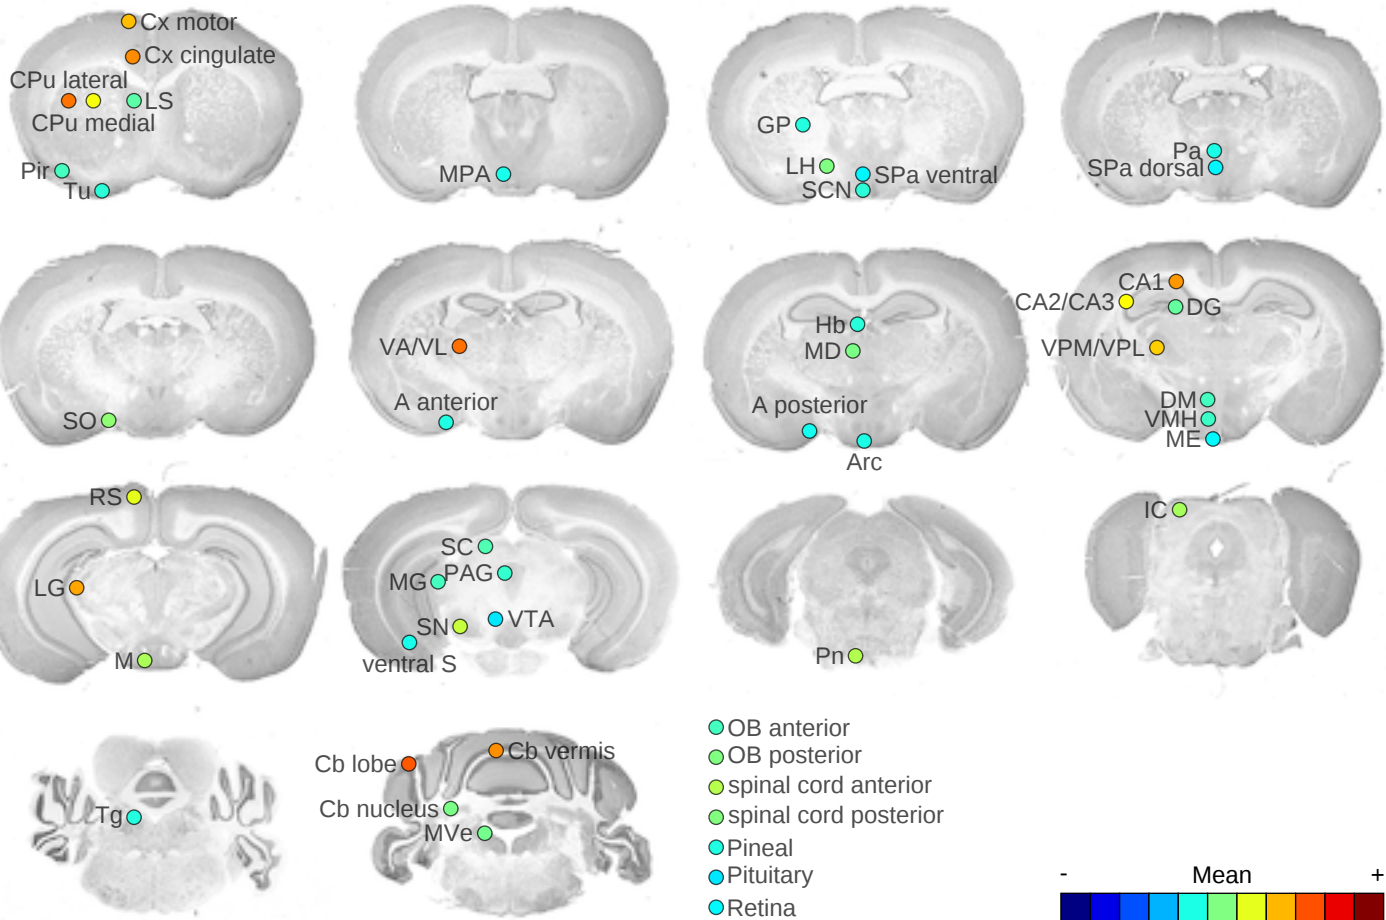 Cx motor
Cx cingulate
CPu lateral
LS
CPu medial
Pir
Tu
MPA
GP
LH
SPa ventral
SCN
Pa
SPa dorsal
SO
VA/VL
A anterior
Hb
MD
A posterior
Arc
CA1
CA2/CA3
DG
VPM/VPL
DM
VMH
ME
RS
LG
M
SC
PAG
MG
VTA
SN
ventral S
Pn
IC
Tg
Cb vermis
Cb lobe
Cb nucleus
MVe
OB anterior
OB posterior
spinal cord anterior
spinal cord posterior
Pineal
Pituitary
Retina
- Mean +